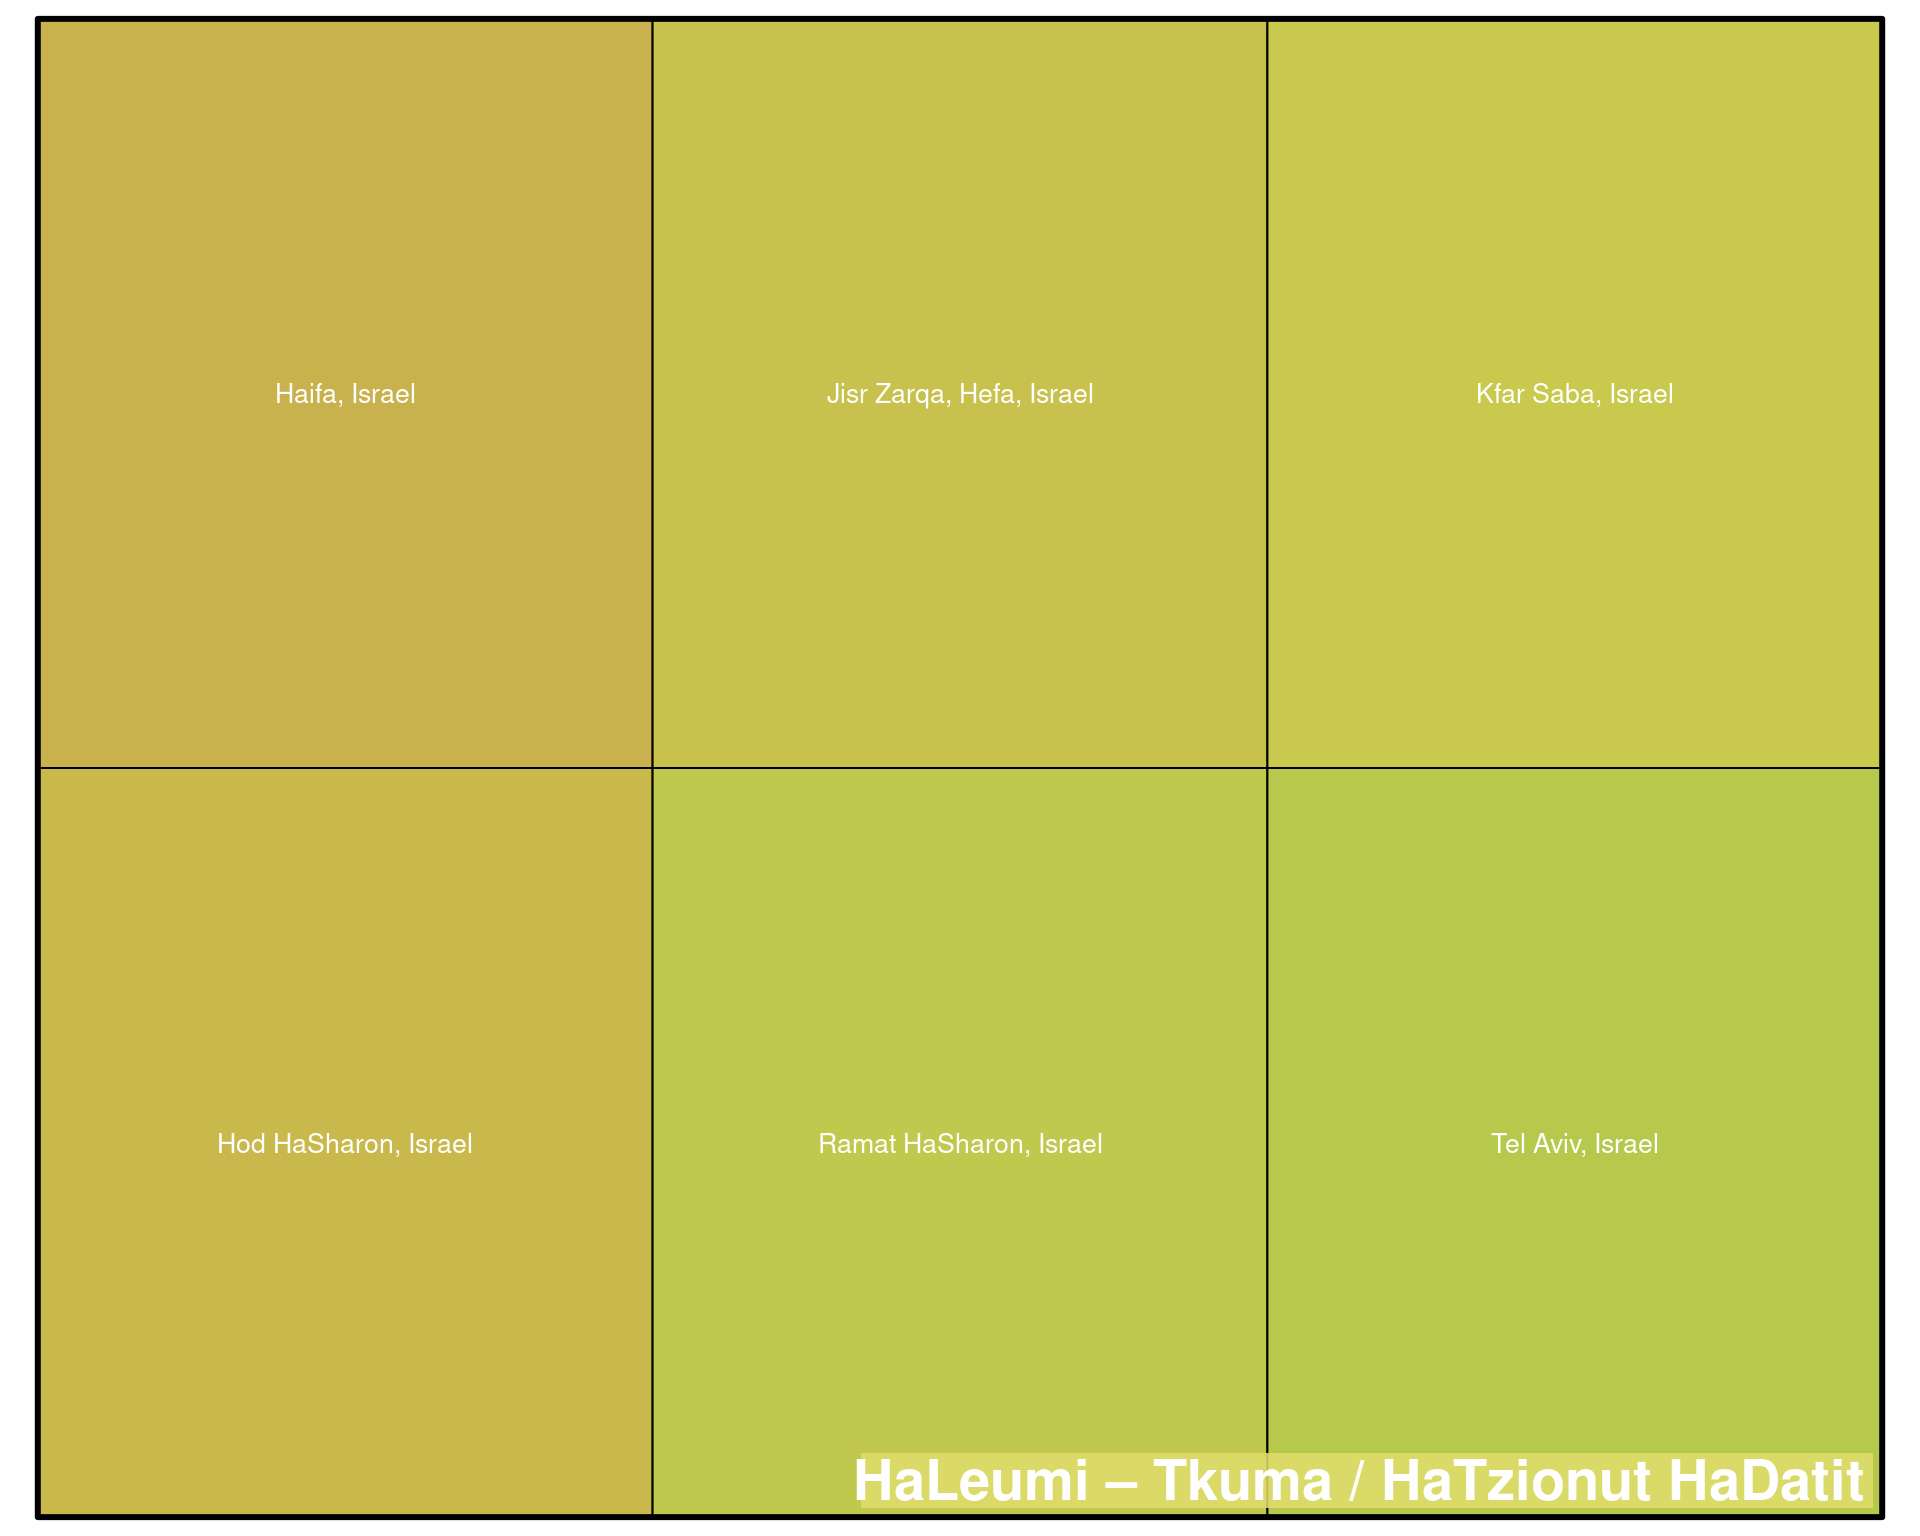 Haifa, Israel
Jisr Zarqa, Hefa, Israel
Kfar Saba, Israel
Hod HaSharon, Israel
Ramat HaSharon, Israel
Tel Aviv, Israel
HaLeumi – Tkuma / HaTzionut HaDatit